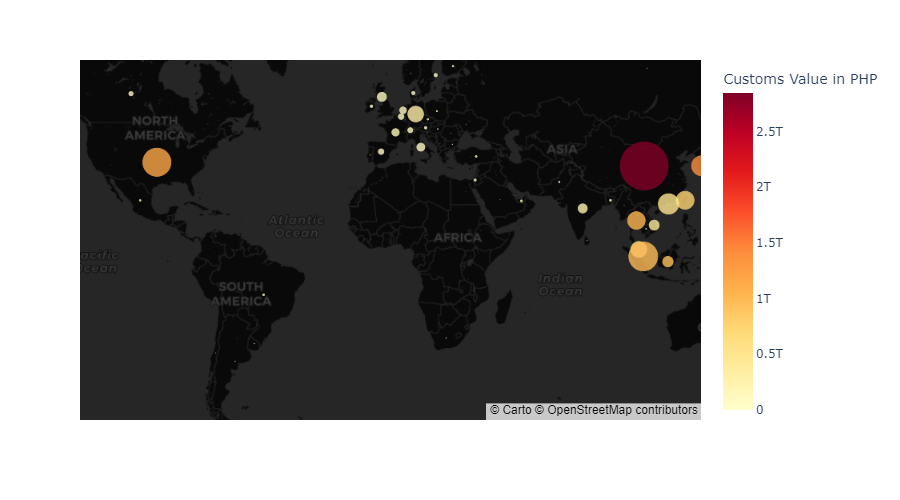 Customs Value in PHP
2.5T
2T
1.5T
1T
0.5T
0
NORTH
AMERICA
ASIA
Atlantic
Ocean
AFRICA
acific
cean
Indian
Ocean
SOUTH
AMERICA
© Carto © OpenStreetMap contributors